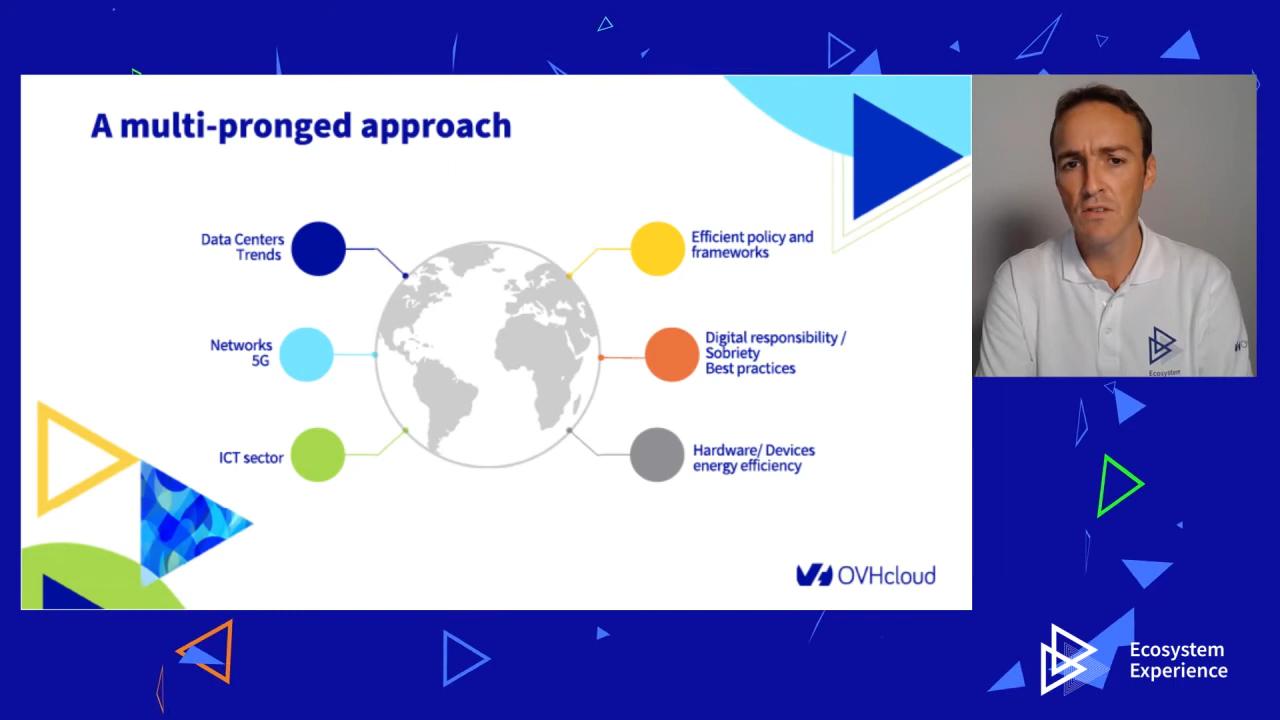 A multi-pronged approach
Data Centers
Trends
Networks
5G
ICT sector
Efficient policy and
frameworks
Digital responsibility /
Sobriety
Best practices
Hardware/ Devices
energy efficiency
OVHcloud
Ecosystem
Ecosystem
Experience